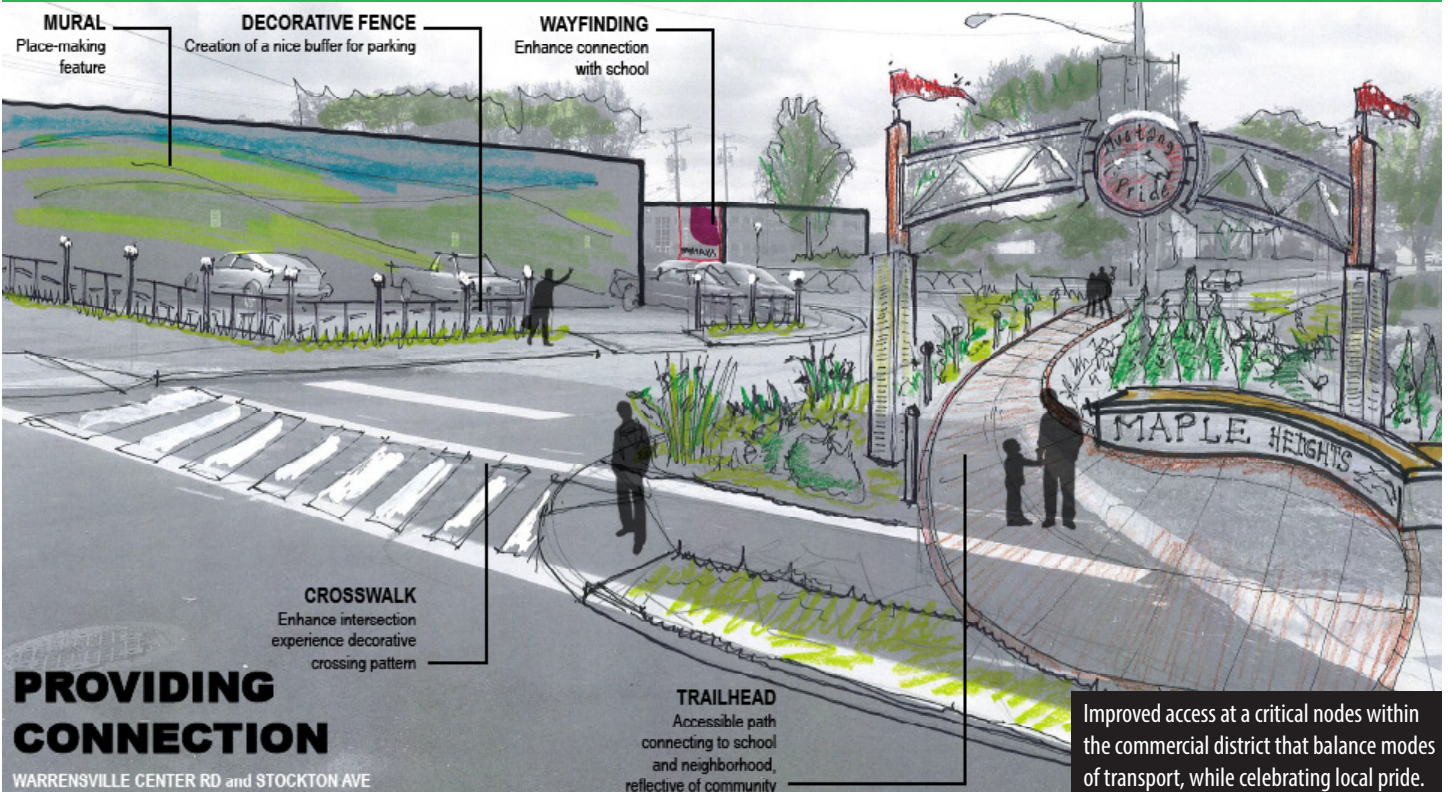 MURAL
Place-making
feature
DECORATIVE FENCE
Creation of a nice buffer for parking
WAYFINDING
Enhance connection
with school
Mustang
Pride
MAPLE HEIGHTS
CROSSWALK
Enhance intersection
experience decorative
crossing pattern
TRAILHEAD
Accessible path
connecting to school
and neighborhood,
reflective of community
PROVIDING
CONNECTION
WARRENSVILLE CENTER RD and STOCKTON AVE
Improved access at a critical nodes within
the commercial district that balance modes
of transport, while celebrating local pride.